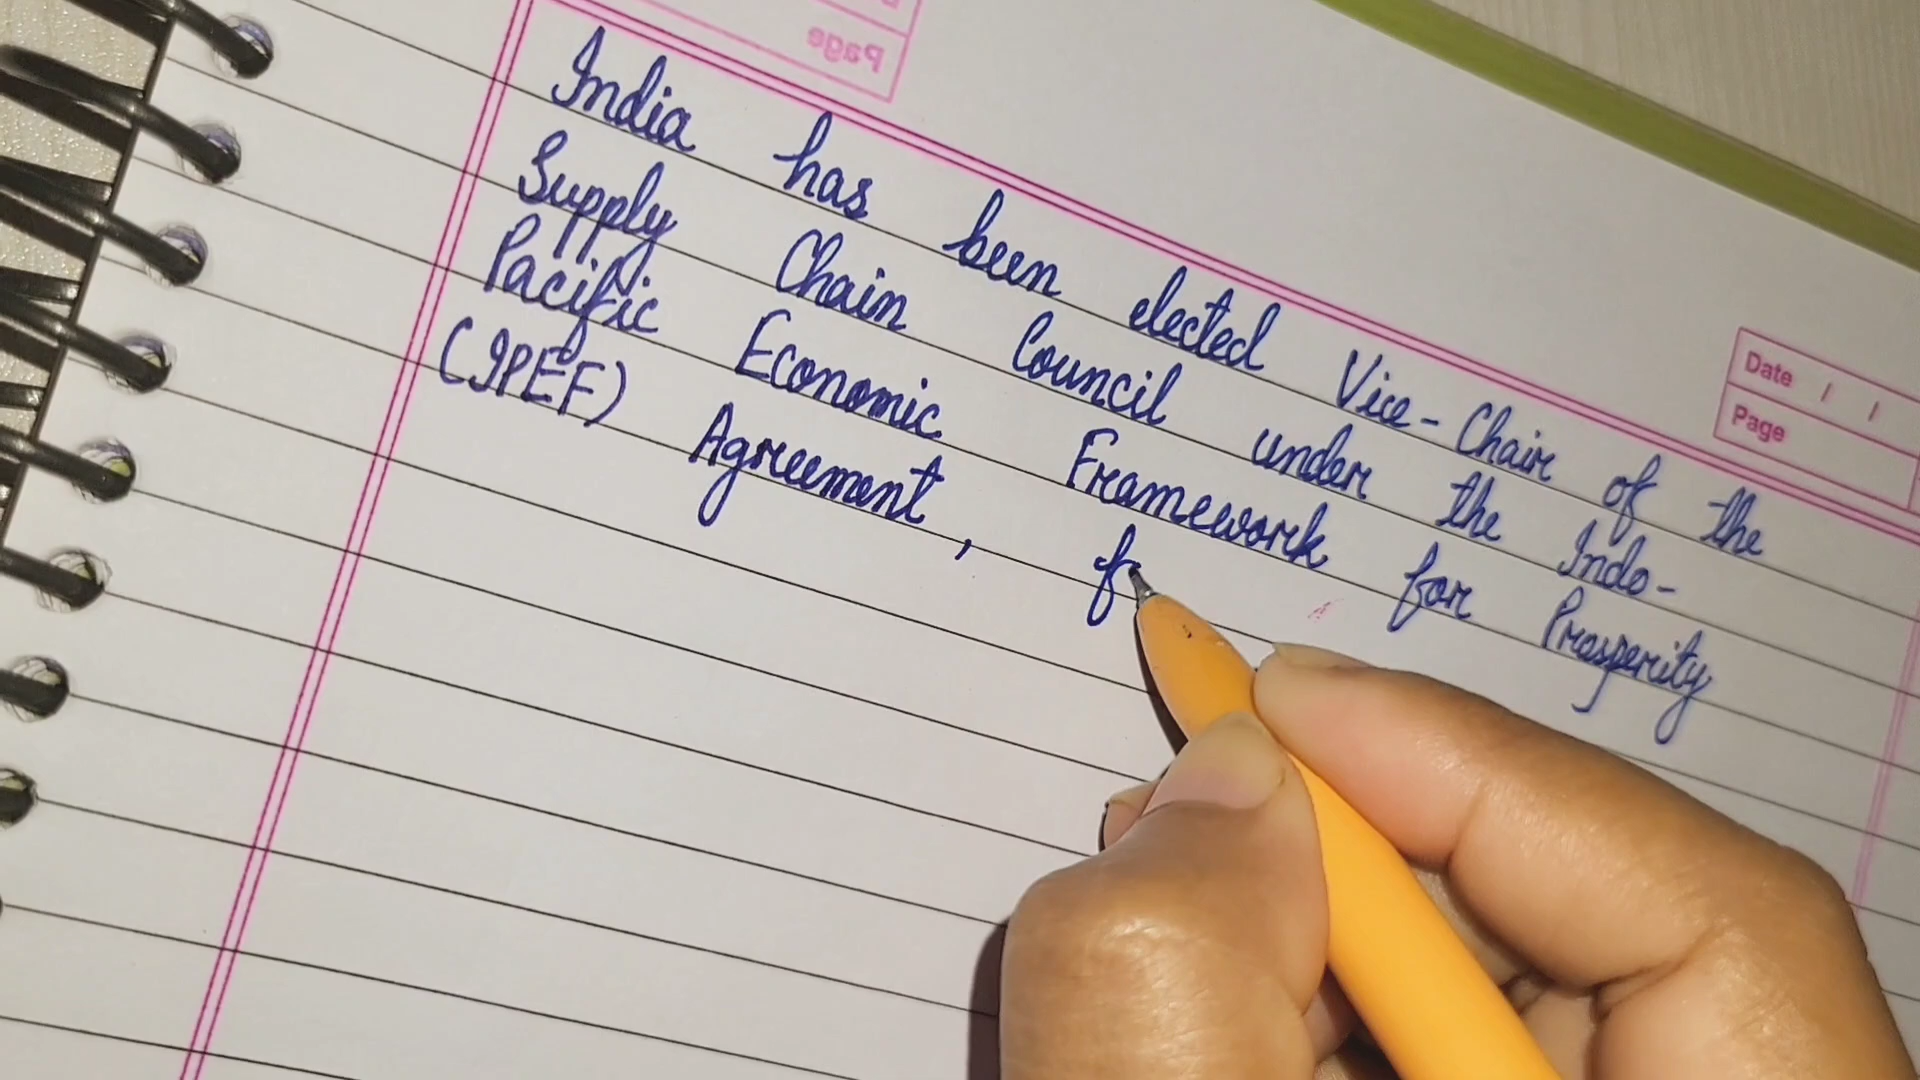 Page
India has been elected Vice-Chair of the
Supply Chain Council under the Indo-
Pacific Economic Framework for Prosperity
(IPEF) Agreement, fo
Date / /
Page